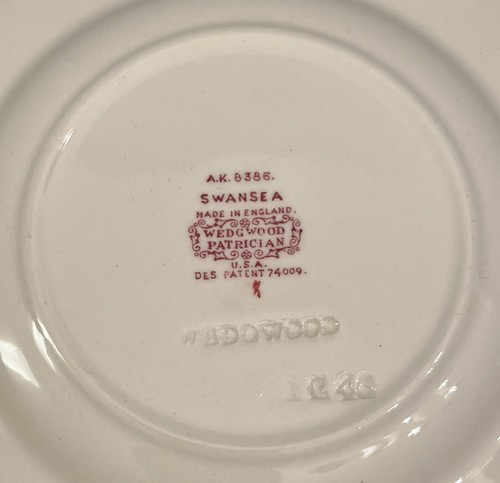 A.K. 8386.
SWANSEA
MADE IN ENGLAND.
WEDGWOOD
PATRICIAN
U.S.A.
DES PATENT 74009.
WEDGWOOD